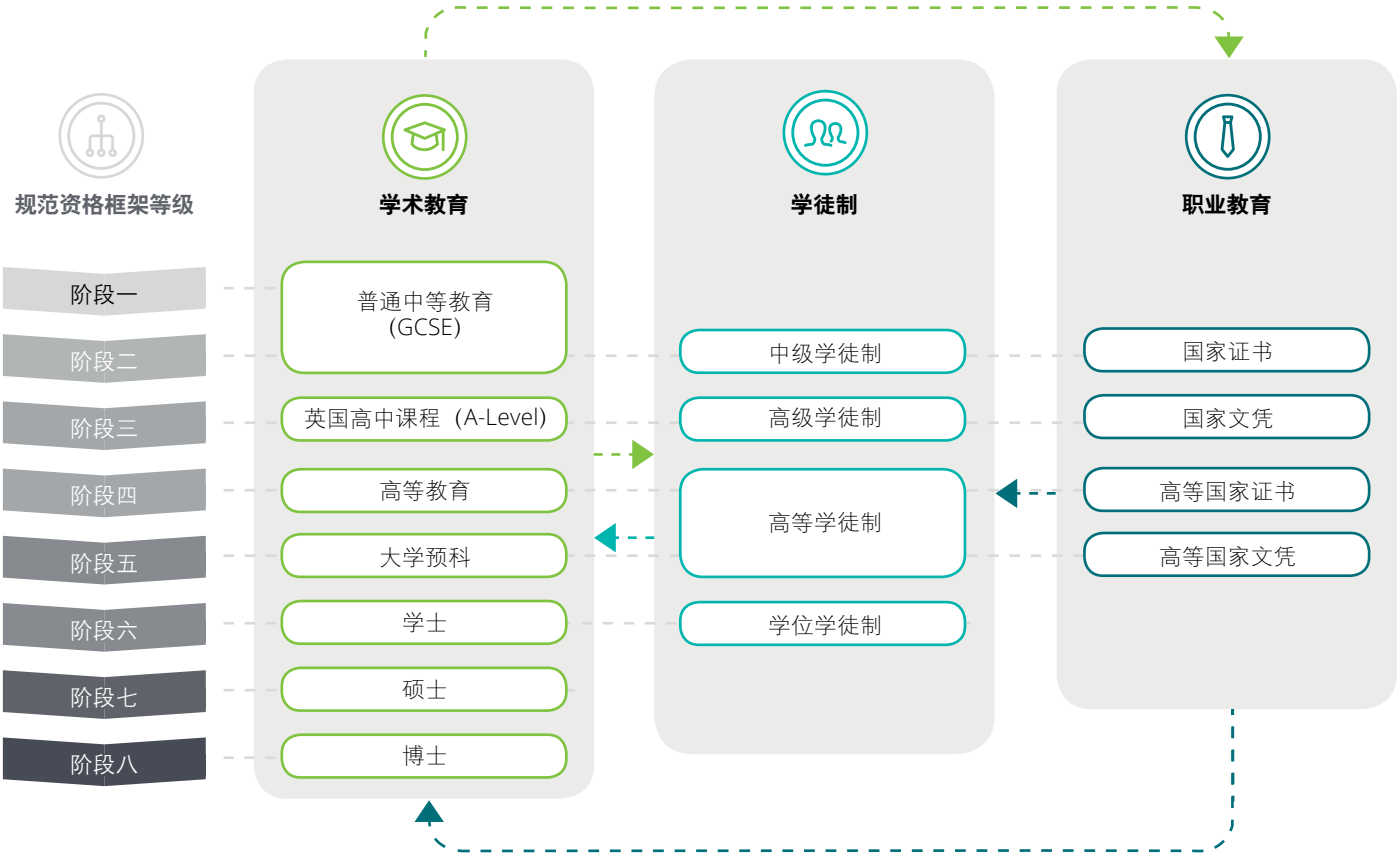 规范资格框架等级
学术教育
学徒制
职业教育
阶段一
普通中等教育
(GCSE)
阶段二
中级学徒制
国家证书
阶段三
英国高中课程（A-Level）
高级学徒制
国家文凭
阶段四
高等教育
高等学徒制
高等国家证书
阶段五
大学预科
高等国家文凭
阶段六
学士
学位学徒制
阶段七
硕士
阶段八
博士